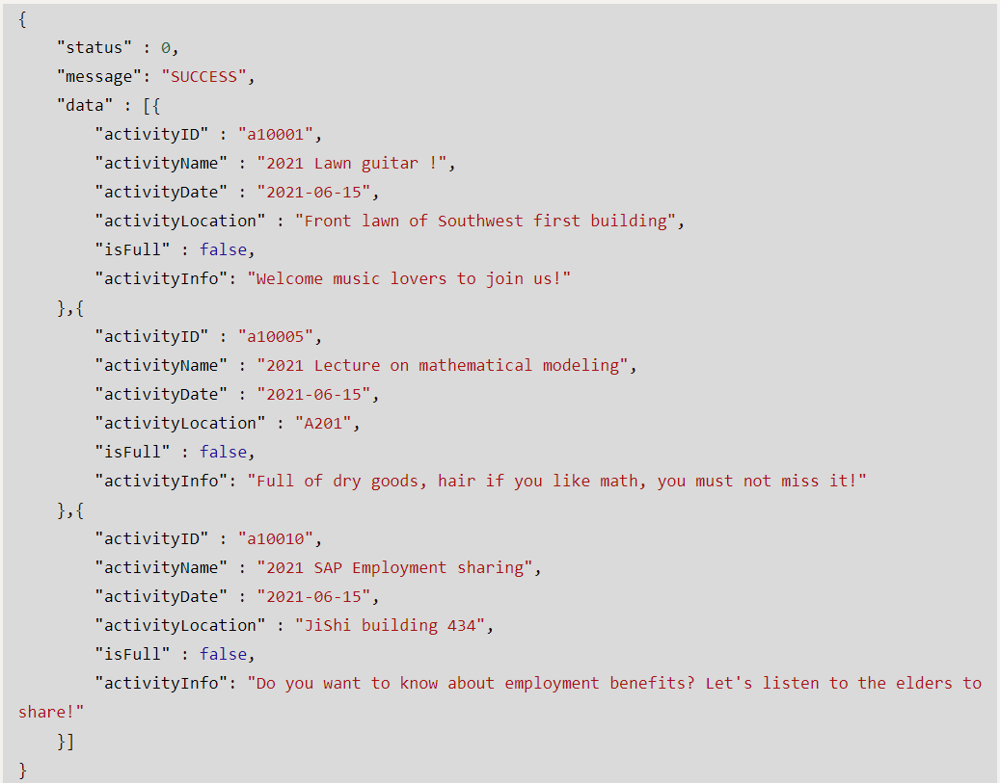 {
    "status" : 0,
    "message": "SUCCESS",
    "data" : [{
        "activityID" : "a10001",
        "activityName" : "2021 Lawn guitar !",
        "activityDate" : "2021-06-15",
        "activityLocation" : "Front lawn of Southwest first building",
        "isFull" : false,
        "activityInfo": "Welcome music lovers to join us!"
    },{
        "activityID" : "a10005",
        "activityName" : "2021 Lecture on mathematical modeling",
        "activityDate" : "2021-06-15",
        "activityLocation" : "A201",
        "isFull" : false,
        "activityInfo": "Full of dry goods, hair if you like math, you must not miss it!"
    },{
        "activityID" : "a10010",
        "activityName" : "2021 SAP Employment sharing",
        "activityDate" : "2021-06-15",
        "activityLocation" : "JiShi building 434",
        "isFull" : false,
        "activityInfo": "Do you want to know about employment benefits? Let's listen to the elders to
share!"
    }]
}